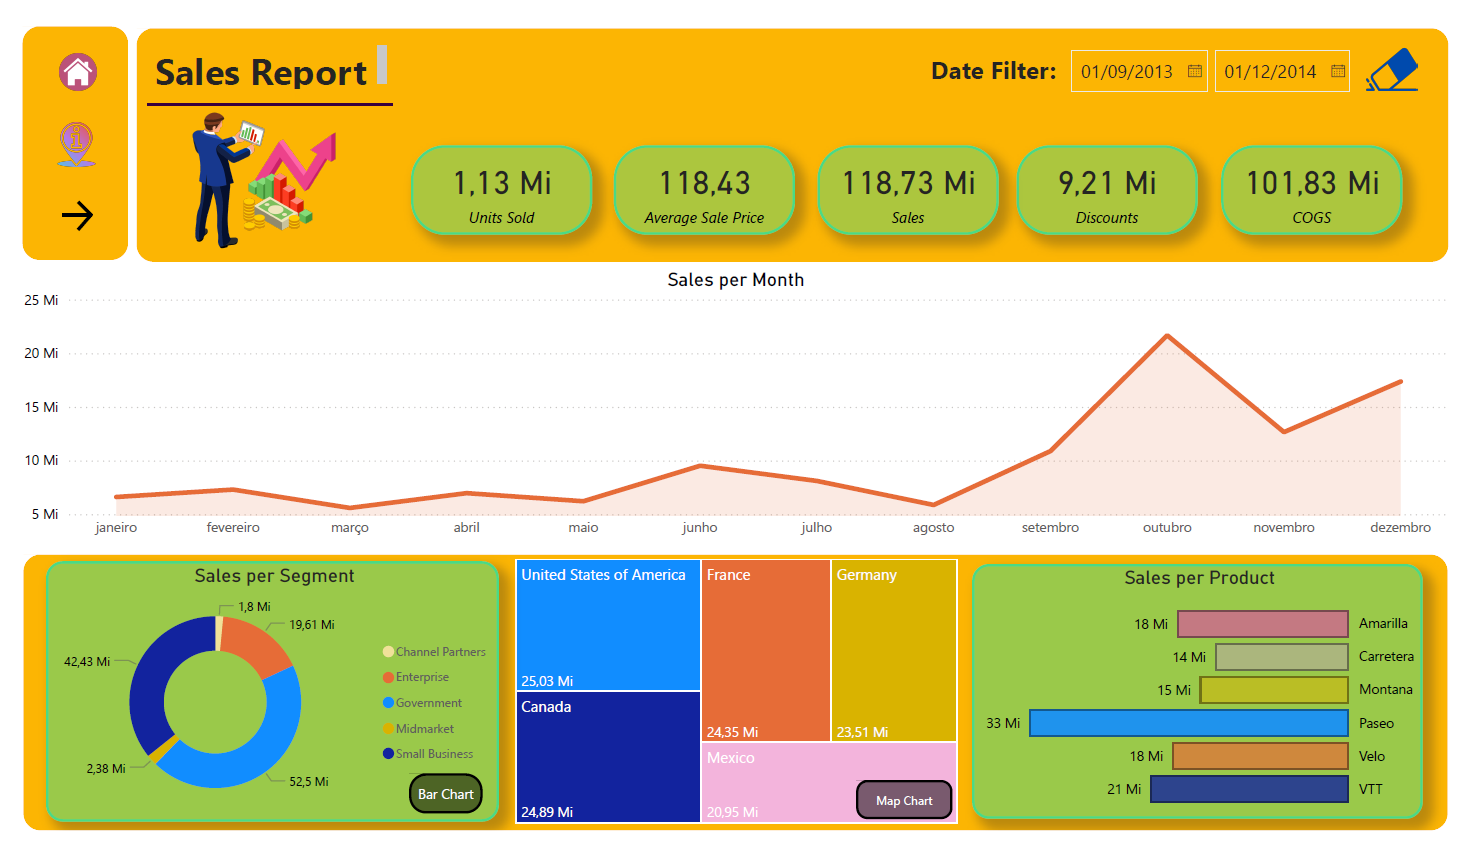 Sales Report
Date Filter:
01/09/2013
01/12/2014
1,13 Mi
Units Sold
118,43
Average Sale Price
118,73 Mi
Sales
9,21 Mi
Discounts
101,83 Mi
COGS
Sales per Month
25 Mi
20 Mi
15 Mi
10 Mi
5 Mi
janeiro
fevereiro
março
abril
maio
junho
julho
agosto
setembro
outubro
novembro
dezembro
Sales per Segment
1,8 Mi
19,61 Mi
42,43 Mi
2,38 Mi
52,5 Mi
Channel Partners
Enterprise
Government
Midmarket
Small Business
Bar Chart
United States of America
25,03 Mi
Canada
24,89 Mi
France
24,35 Mi
Germany
23,51 Mi
Mexico
20,95 Mi
Map Chart
Sales per Product
18 Mi Amarilla
14 Mi Carretera
15 Mi Montana
33 Mi Paseo
18 Mi Velo
21 Mi VTT